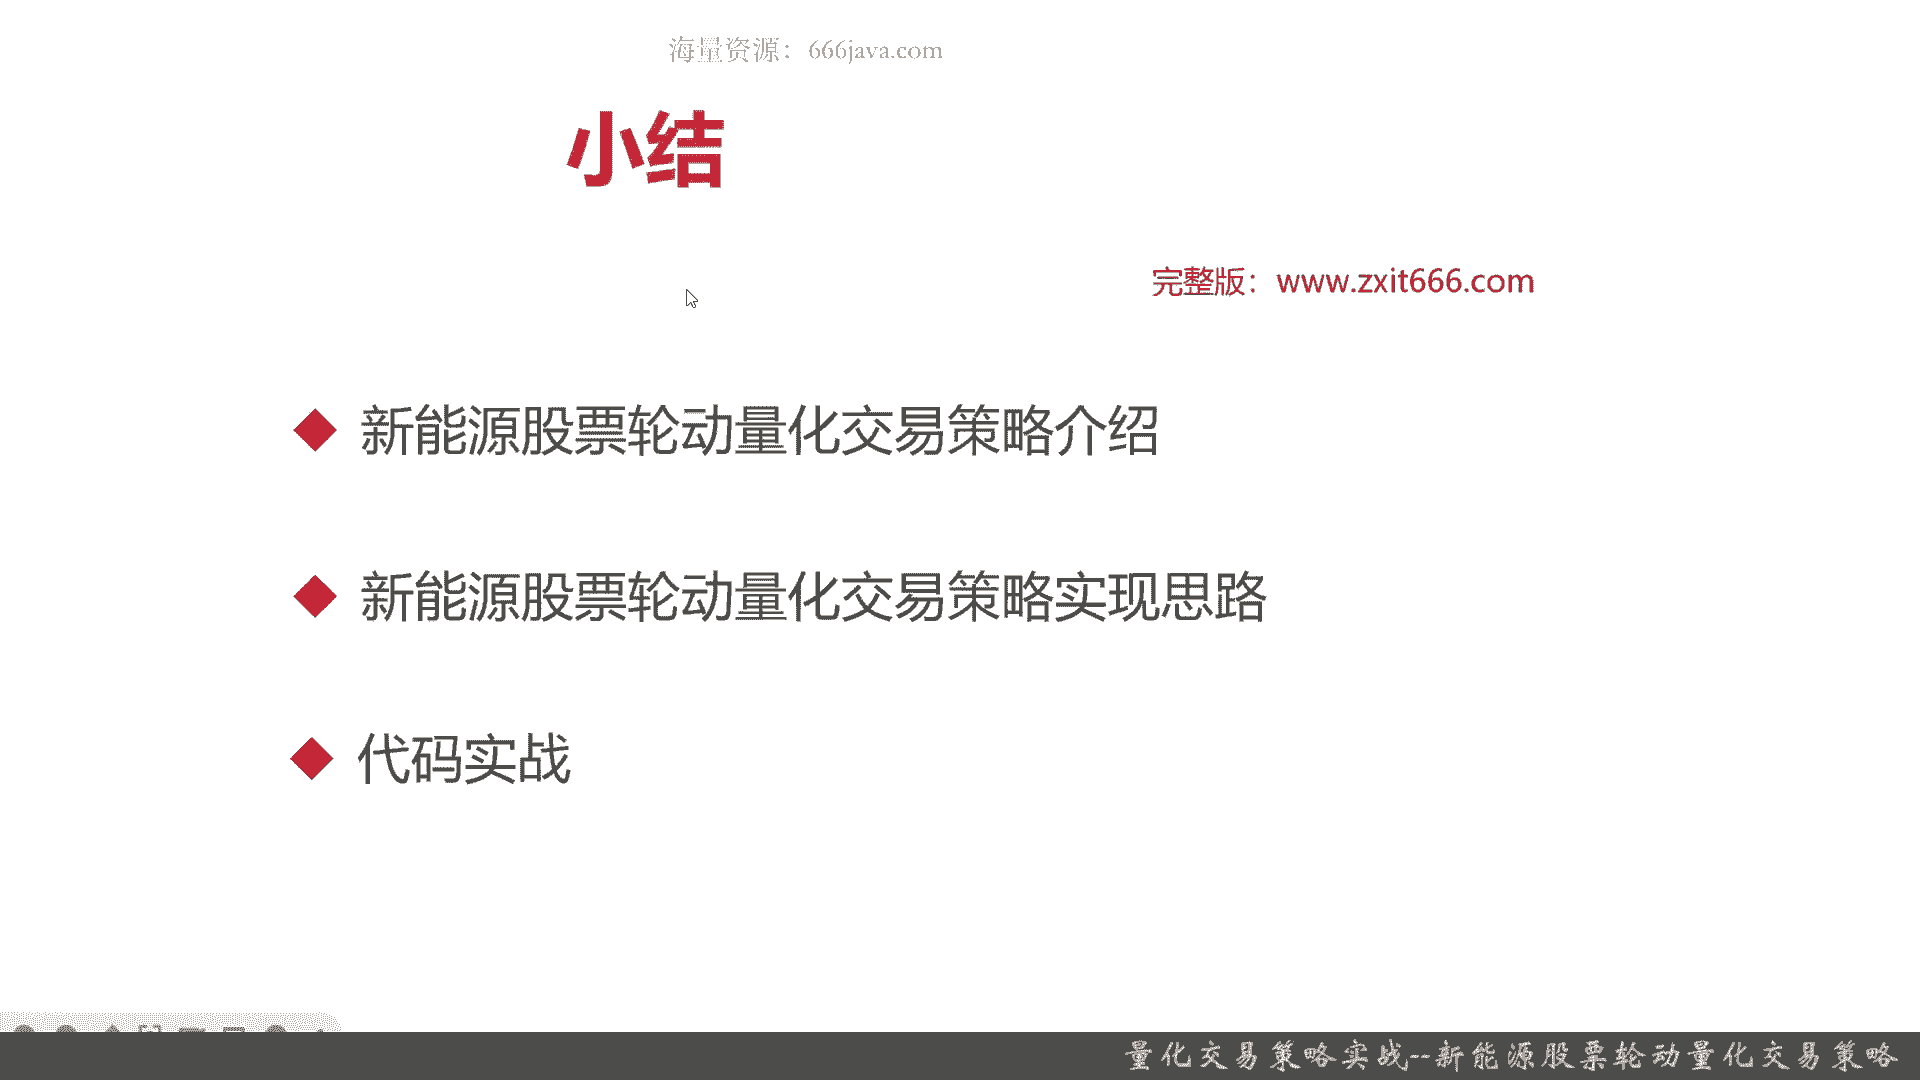 海量资源：666java.com
小结
完整版：www.zxit666.com
新能源股票轮动量化交易策略介绍
新能源股票轮动量化交易策略实现思路
代码实战
量化交易策略实战--新能源股票轮动量化交易策略